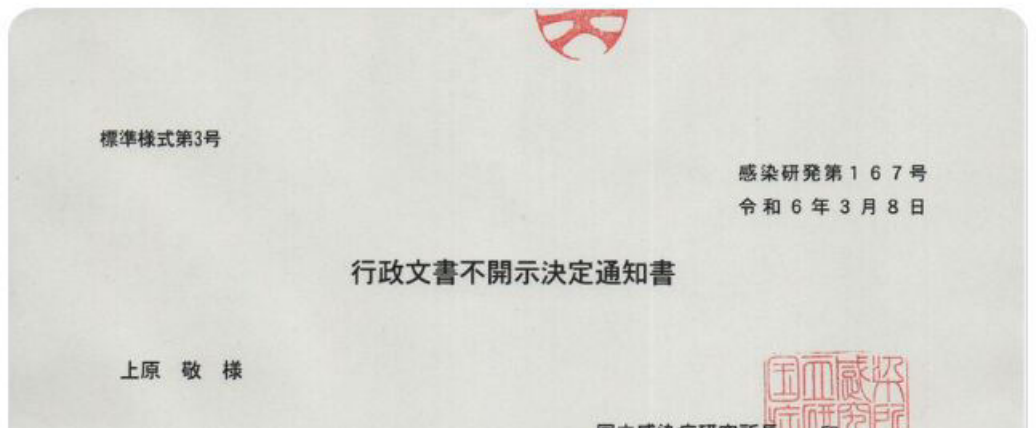 標準様式第3号
感染研発第１６７号
令和６年３月８日
行政文書不開示決定通知書
上原 敬 様